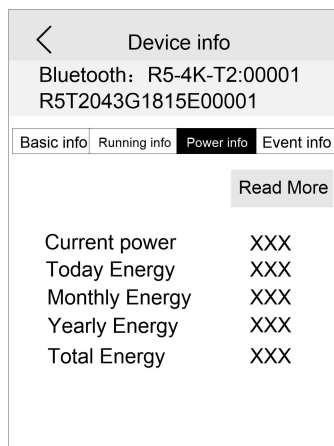 Device info
Bluetooth：R5-4K-T2:00001
R5T2043G1815E00001
Basic info Running info Power info Event info
Read More
Current power XXX
Today Energy XXX
Monthly Energy XXX
Yearly Energy XXX
Total Energy XXX